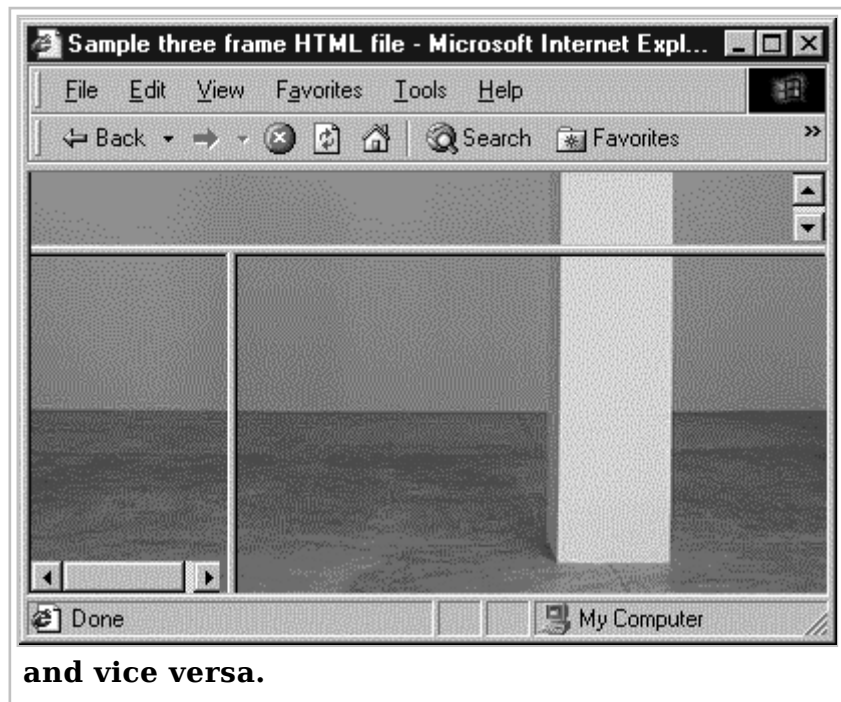 Sample three frame HTML file - Microsoft Internet Expl...
File Edit View Favorites Tools Help
Back Search Favorites »
Done My Computer
and vice versa.